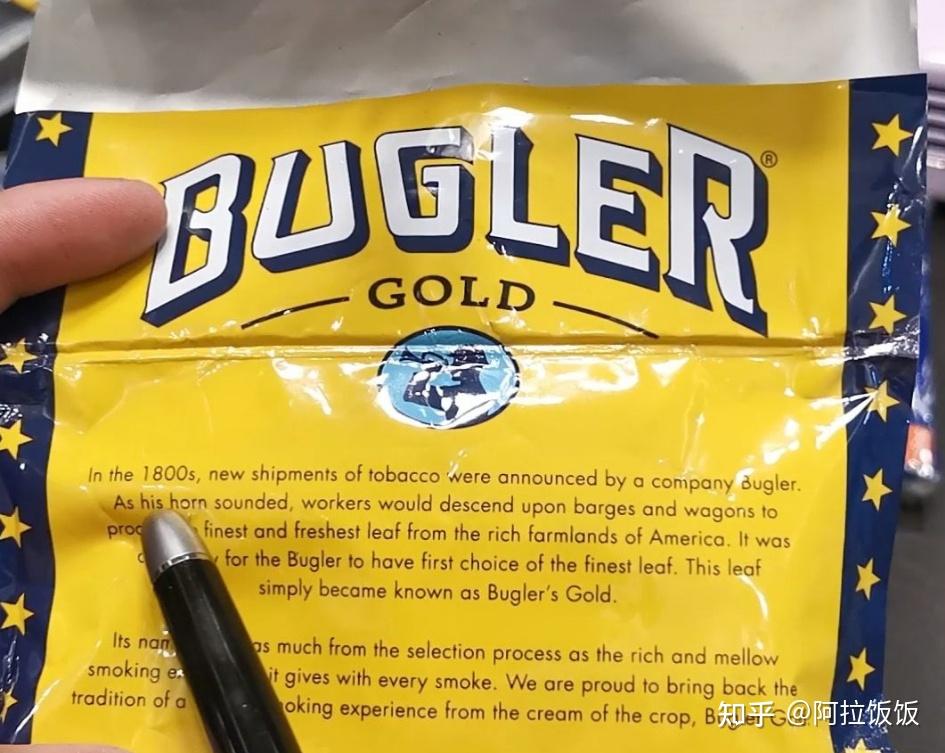 BUGLER®
GOLD
In the 1800s, new shipments of tobacco were announced by a company Bugler.
As his horn sounded, workers would descend upon barges and wagons to
finest and freshest leaf from the rich farmlands of America. It was
for the Bugler to have first choice of the finest leaf. This leaf
simply became known as Bugler's Gold.
Its as much from the selection process as the rich and mellow
smoking it gives with every smoke. We are proud to bring back the
tradition of a smoking experience from the cream of the crop,
知乎 @阿拉饭饭